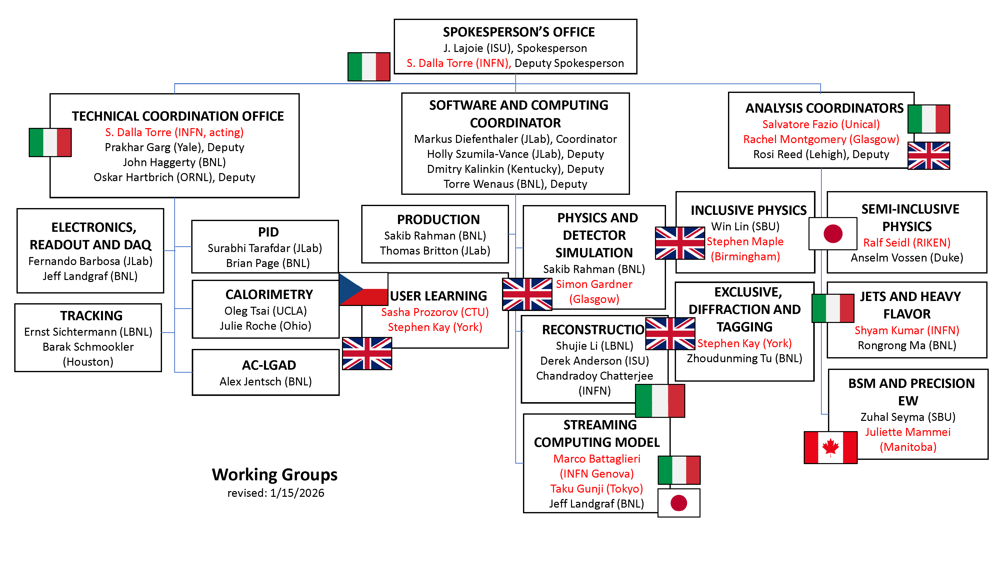 SPOKESPERSON’S OFFICE
J. Lajoie (ISU), Spokesperson
S. Dalla Torre (INFN), Deputy Spokesperson
TECHNICAL COORDINATION OFFICE
S. Dalla Torre (INFN, acting)
Prakhar Garg (Yale), Deputy
John Haggerty (BNL)
Oskar Hartbrich (ORNL), Deputy
SOFTWARE AND COMPUTING
COORDINATOR
Markus Diefenthaler (JLab), Coordinator
Holly Szumila-Vance (JLab), Deputy
Dmitry Kalinkin (Kentucky), Deputy
Torre Wenaus (BNL), Deputy
ANALYSIS COORDINATORS
Salvatore Fazio (Unical)
Rachel Montgomery (Glasgow)
Rosi Reed (Lehigh), Deputy
ELECTRONICS,
READOUT AND DAQ
Fernando Barbosa (JLab)
Jeff Landgraf (BNL)
PID
Surabhi Tarafdar (JLab)
Brian Page (BNL)
TRACKING
Ernst Sichtermann (LBNL)
Barak Schmookler
(Houston)
CALORIMETRY
Oleg Tsai (UCLA)
Julie Roche (Ohio)
AC-LGAD
Alex Jentsch (BNL)
PRODUCTION
Sakib Rahman (BNL)
Thomas Britton (JLab)
USER LEARNING
Sasha Prozorov (CTU)
Stephen Kay (York)
PHYSICS AND
DETECTOR
SIMULATION
Sakib Rahman (BNL)
Simon Gardner
(Glasgow)
RECONSTRUCTIO
Shujie Li (LBNL)
Derek Anderson (ISU)
Chandradoy Chatterjee
(INFN)
STREAMING
COMPUTING MODEL
Marco Battaglieri
(INFN Genova)
Taku Gunji (Tokyo)
Jeff Landgraf (BNL)
INCLUSIVE PHYSICS
Win Lin (SBU)
Stephen Maple
(Birmingham)
SEMI-INCLUSIVE
PHYSICS
Ralf Seidl (RIKEN)
Anselm Vossen (Duke)
EXCLUSIVE,
DIFFRACTION AND
TAGGING
Stephen Kay (York)
Zhoudunming Tu (BNL)
JETS AND HEAVY
FLAVOR
Shyam Kumar (INFN)
Rongrong Ma (BNL)
BSM AND PRECISION
EW
Zuhal Seyma (SBU)
Juliette Mammei
(Manitoba)
Working Groups
revised: 1/15/2026